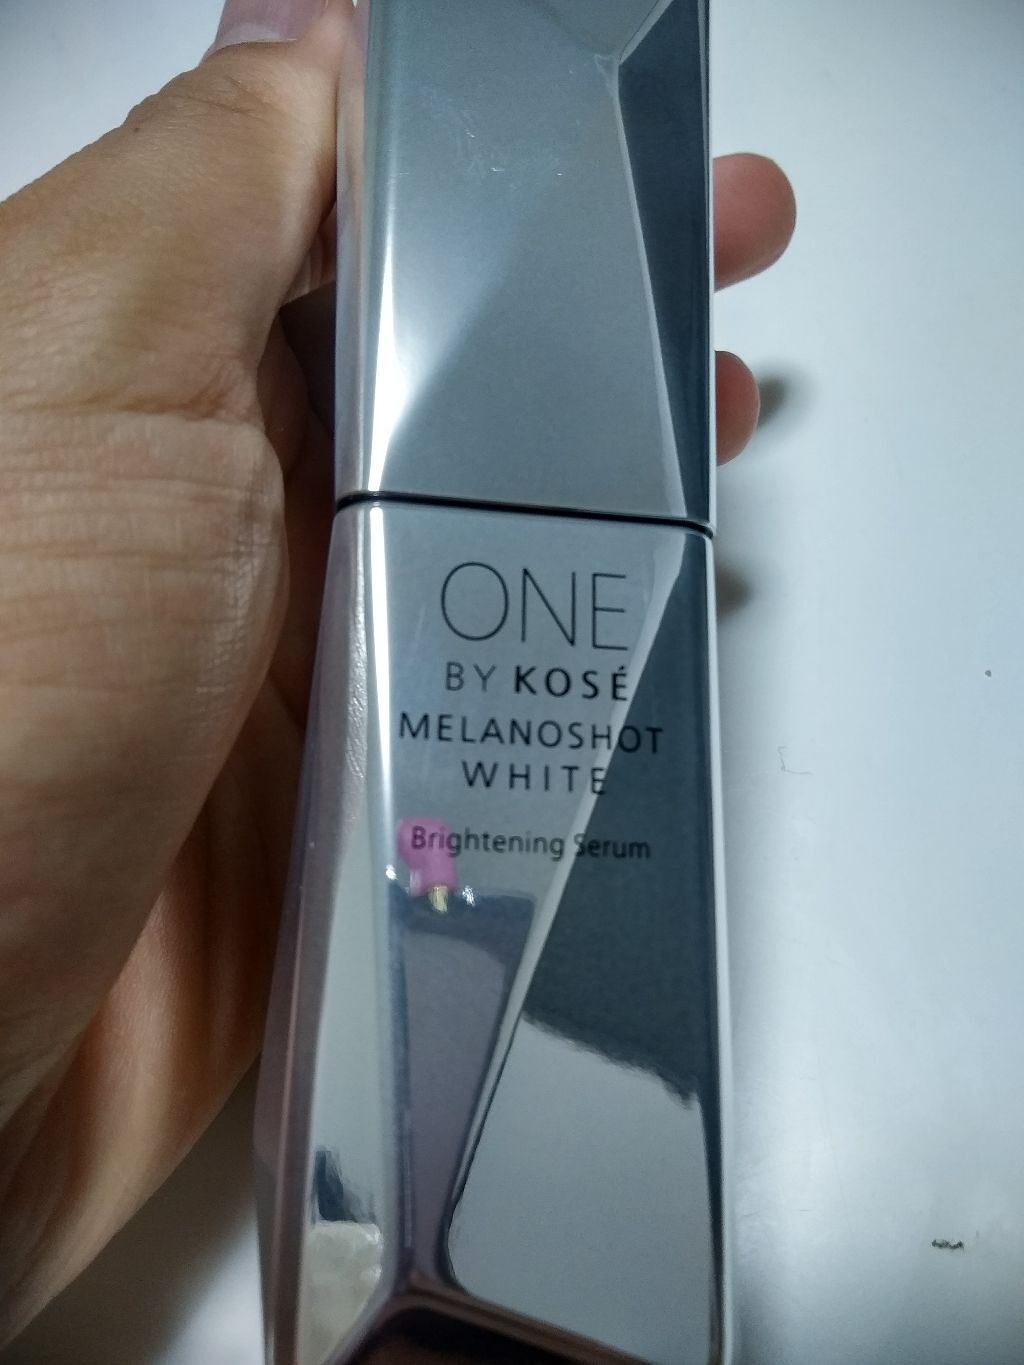 ONE
BY KOSÉ
MELANOSHOT
WHITE
Brightening Serum